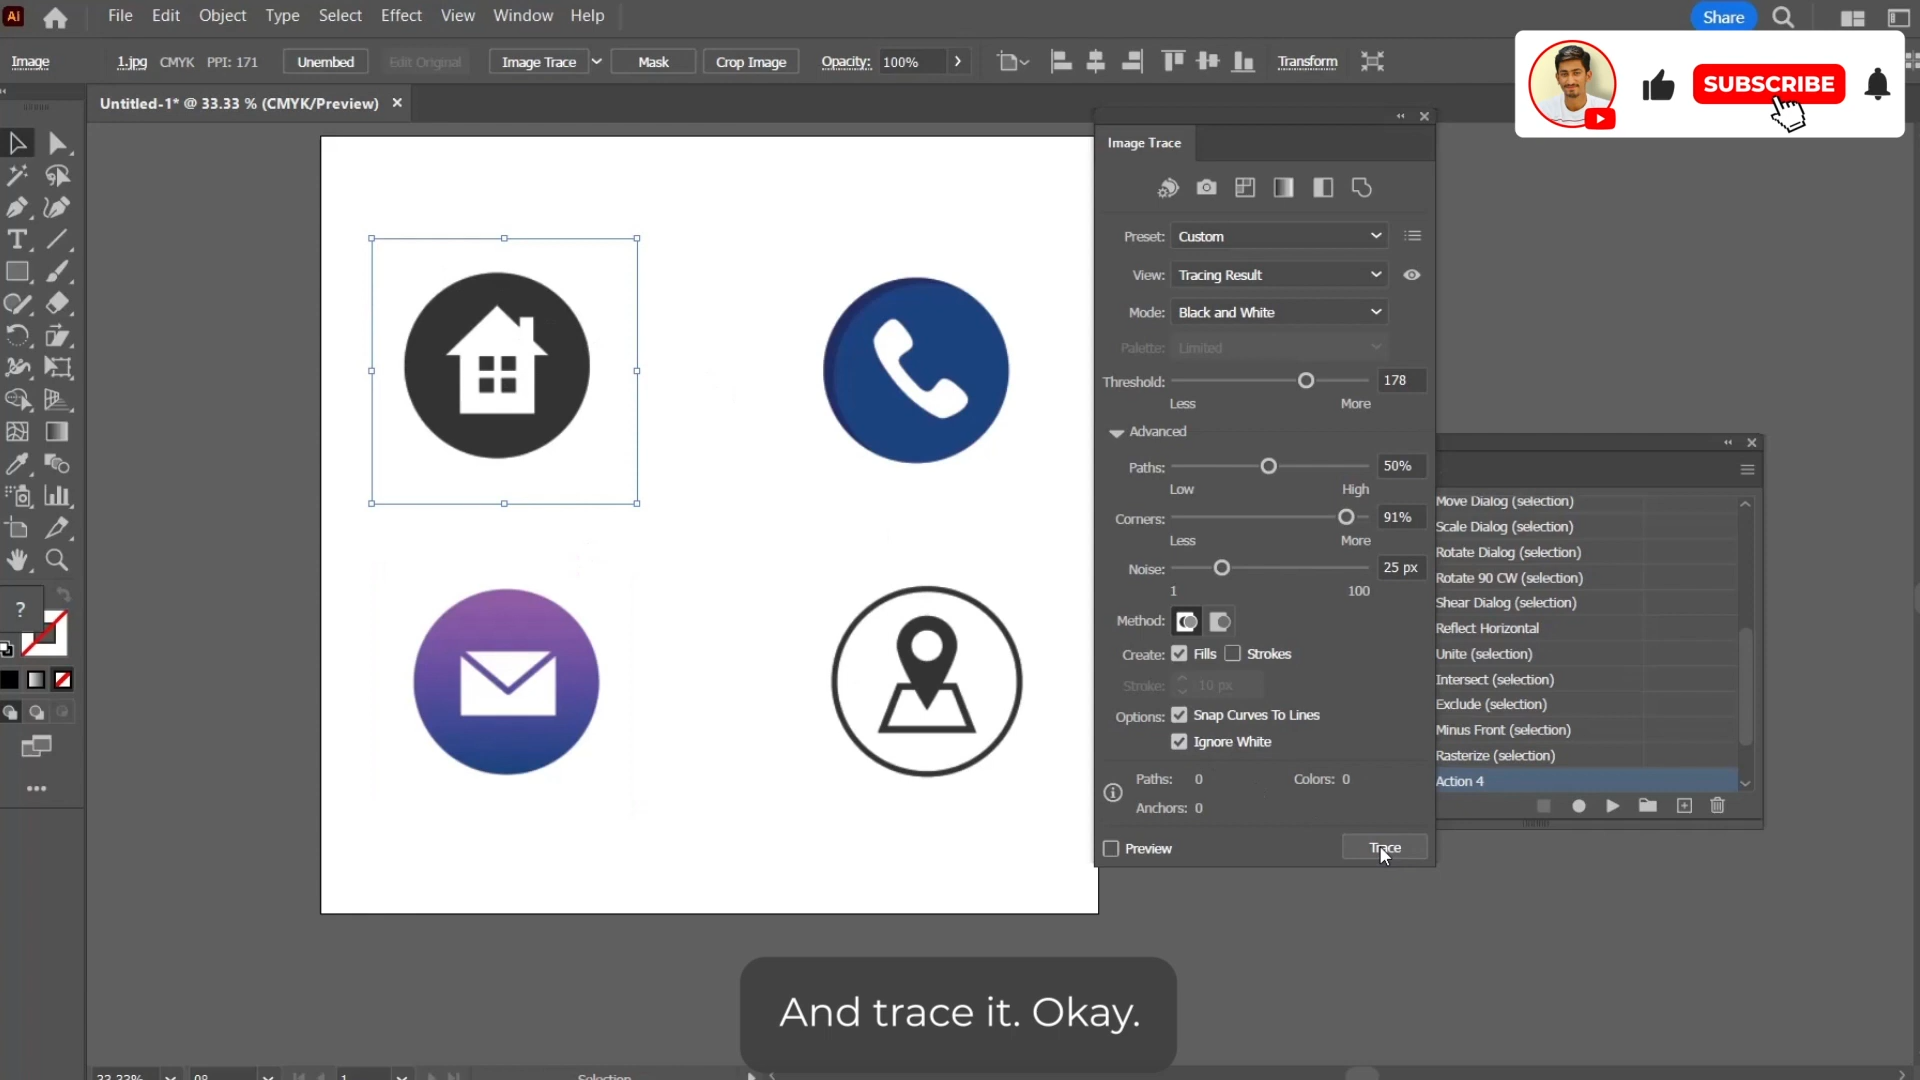 Ai File Edit Object Type Select Effect View Window Help Share
Image 1.jpg CMYK PPI: 171 Unembed Edit Original Image Trace Mask Crop Image Opacity: 100% Transform
SUBSCRIBE
Untitled-1* @ 33.33 % (CMYK/Preview)
Image Trace
Preset: Custom
View: Tracing Result
Mode: Black and White
Palette: Limited
Threshold: 178
Less More
Advanced
Paths: 50%
Low High
Corners: 91%
Less More
Noise: 25 px
1 100
Method:
Create: Fills Strokes
Stroke: 10 px
Options: Snap Curves To Lines
Ignore White
Paths: 0 Colors: 0
Anchors: 0
Preview Trace
Move Dialog (selection)
Scale Dialog (selection)
Rotate Dialog (selection)
Rotate 90 CW (selection)
Shear Dialog (selection)
Reflect Horizontal
Unite (selection)
Intersect (selection)
Exclude (selection)
Minus Front (selection)
Rasterize (selection)
Action 4
?
And trace it. Okay.
33.33% 0° 1 Selection